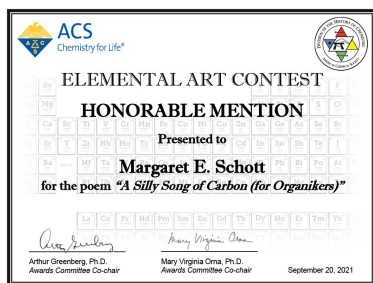 ACS
Chemistry for Life®
ELEMENTAL ART CONTEST
HONORABLE MENTION
Presented to
Margaret E. Schott
for the poem “A Silly Song of Carbon (for Organikers)”
Arthur Greenberg, Ph.D.
Awards Committee Co-chair
Mary Virginia Orna, Ph.D.
Awards Committee Co-chair
September 20, 2021